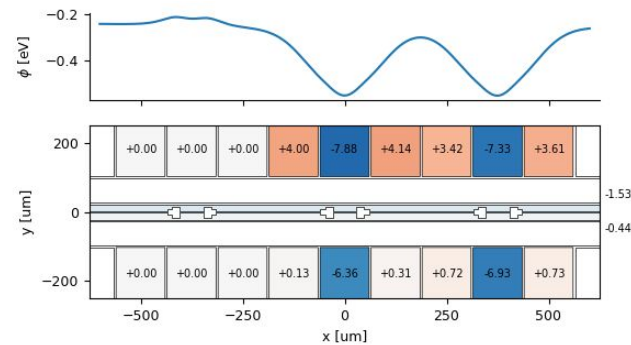 −0.2
−0.4
ϕ [eV]
200
0
−200
y [um]
+0.00 +0.00 +0.00 +4.00 -7.88 +4.14 +3.42 -7.33 +3.61
-1.53
-0.44
+0.00 +0.00 +0.00 +0.13 -6.36 +0.31 +0.72 -6.93 +0.73
−500 −250 0 250 500
x [um]